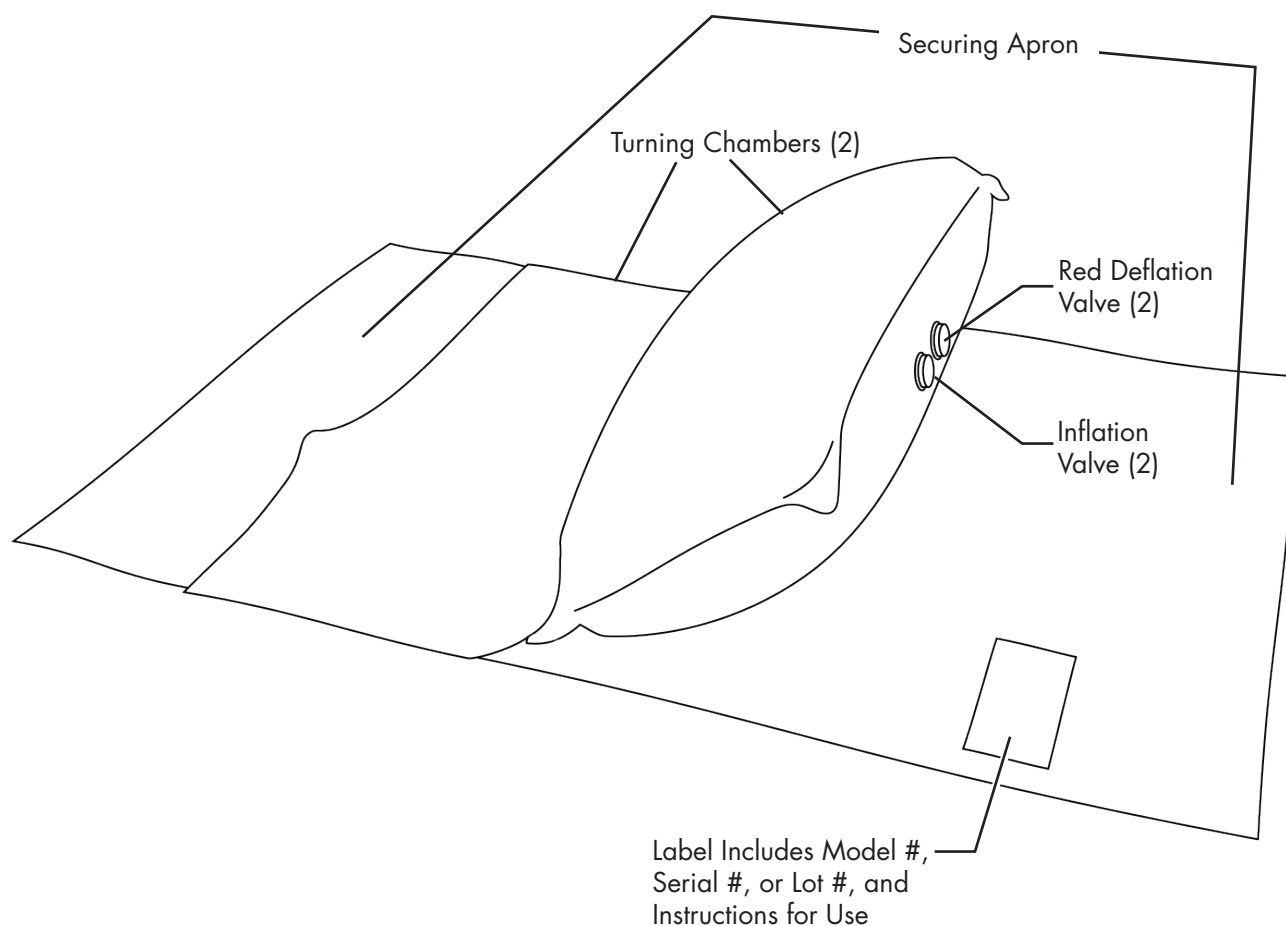 Securing Apron
Turning Chambers (2)
Red Deflation
Valve (2)
Inflation
Valve (2)
Label Includes Model #,
Serial #, or Lot #, and
Instructions for Use